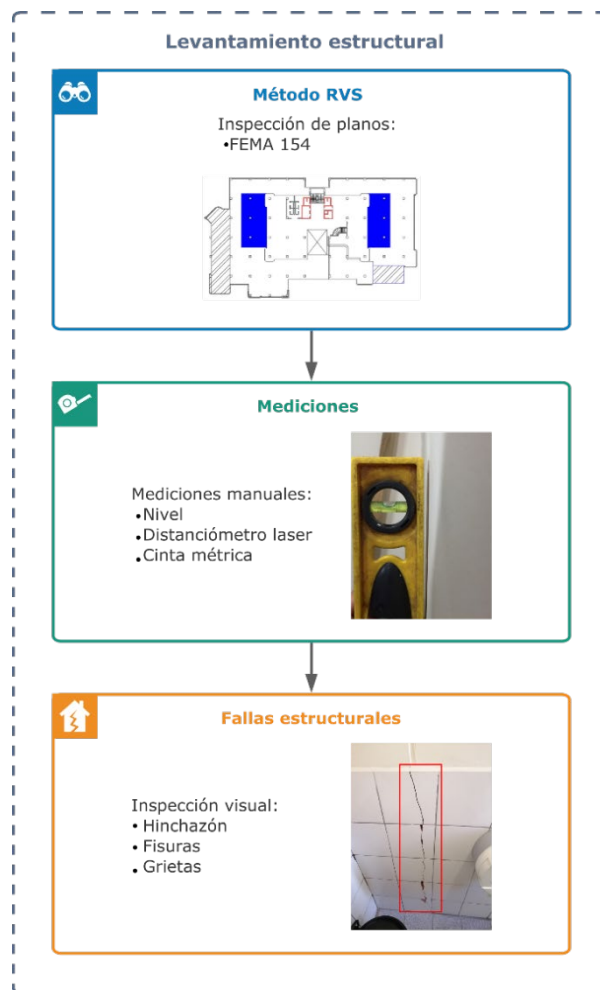 Levantamiento estructural
Método RVS
Inspección de planos:
•FEMA 154
Mediciones
Mediciones manuales:
•Nivel
•Distanciómetro laser
•Cinta métrica
Fallas estructurales
Inspección visual:
• Hinchazón
• Fisuras
• Grietas